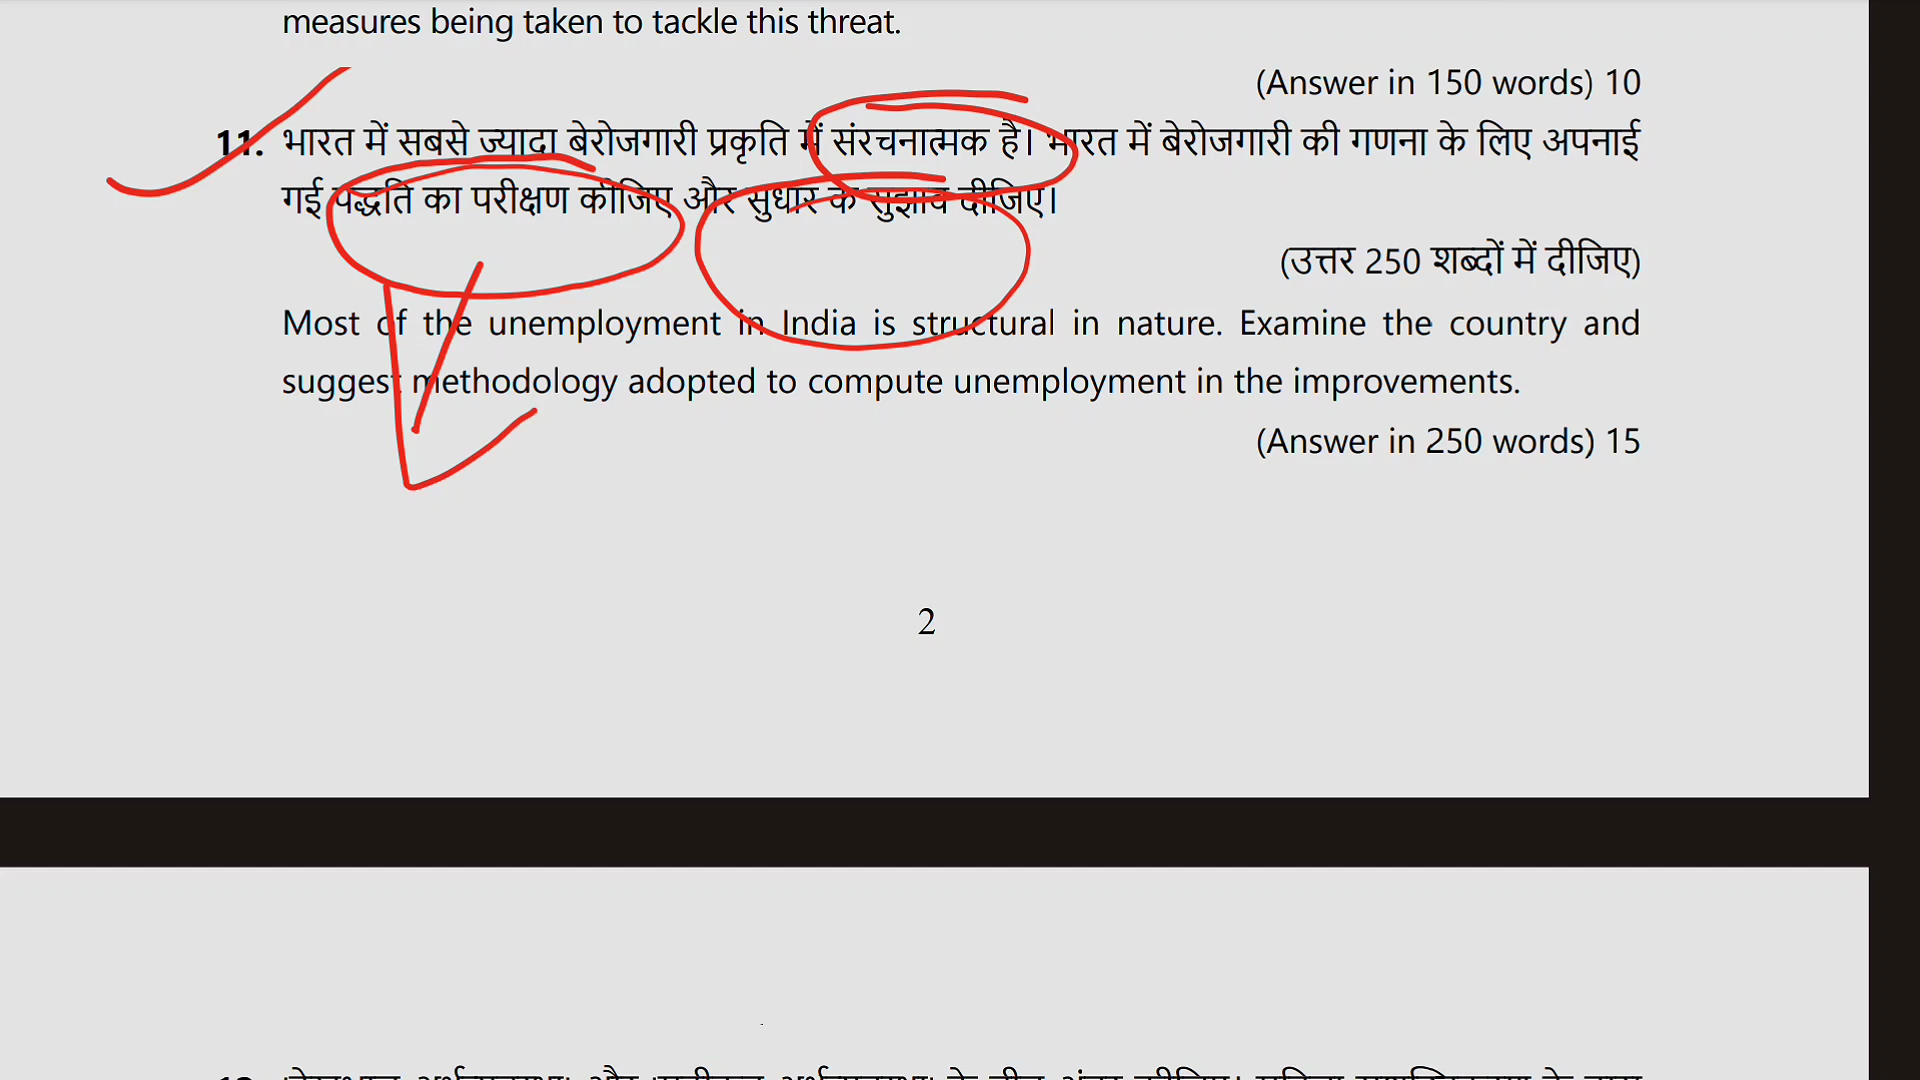 measures being taken to tackle this threat.
(Answer in 150 words) 10
11. भारत में सबसे ज्यादा बेरोजगारी प्रकृति में संरचनात्मक है। भारत में बेरोजगारी की गणना के लिए अपनाई
गई पद्धति का परीक्षण कीजिए और सुधार के सुझाव दीजिए।
(उत्तर 250 शब्दों में दीजिए)
Most of the unemployment in India is structural in nature. Examine the country and
suggest methodology adopted to compute unemployment in the improvements.
(Answer in 250 words) 15
2